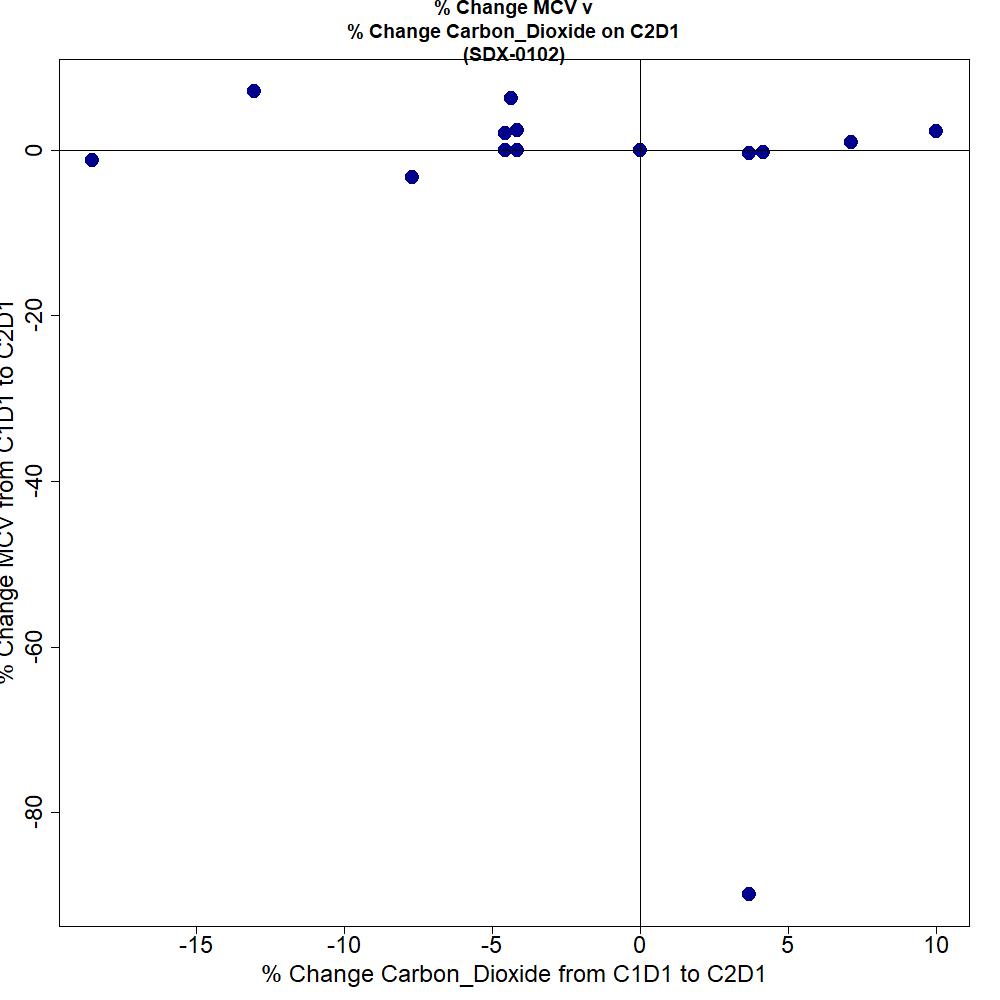 % Change MCV v
% Change Carbon_Dioxide on C2D1
(SDX-0102)
% Change MCV from C1D1 to C2D1
0
-20
-40
-60
-80
-15
-10
-5
0
5
10
% Change Carbon_Dioxide from C1D1 to C2D1